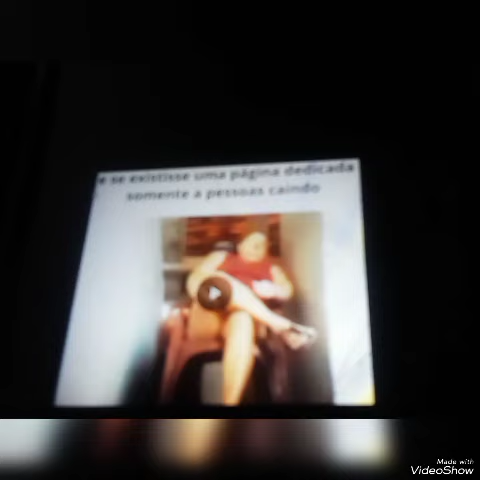 e se existisse uma página dedicada
somente a pessoas caindo
Made with
VideoShow